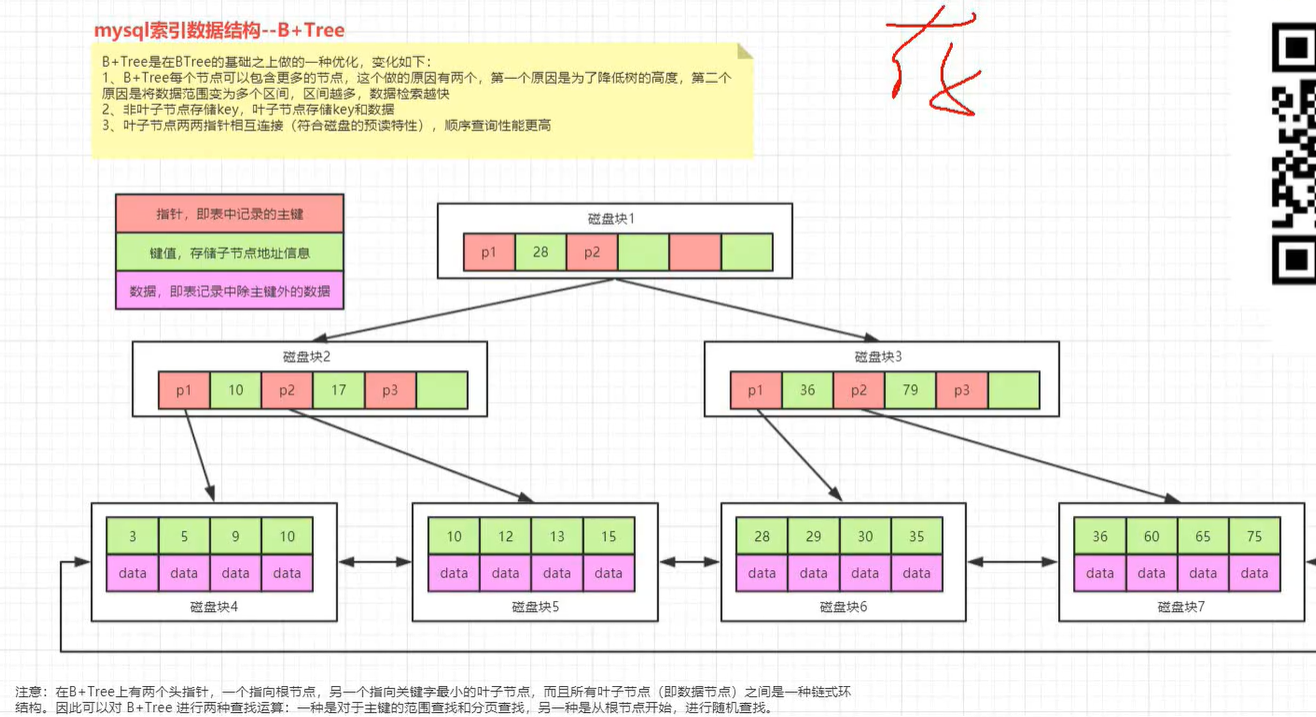 mysql索引数据结构--B+Tree
B+Tree是在BTree的基础之上做的一种优化，变化如下：
1、B+Tree每个节点可以包含更多的节点，这个做的原因有两个，第一个原因是为了降低树的高度，第二个
原因是将数据范围变为多个区间，区间越多，数据检索越快
2、非叶子节点存储key，叶子节点存储key和数据
3、叶子节点两两指针相互连接（符合磁盘的预读特性），顺序查询性能更高
指针，即表中记录的主键
键值，存储子节点地址信息
数据，即表记录中除主键外的数据
磁盘块1
p1 28 p2
磁盘块2
p1 10 p2 17 p3
磁盘块3
p1 36 p2 79 p3
3 5 9 10
data data data data
磁盘块4
10 12 13 15
data data data data
磁盘块5
28 29 30 35
data data data data
磁盘块6
36 60 65 75
data data data data
磁盘块7
注意：在B+Tree上有两个头指针，一个指向根节点，另一个指向关键字最小的叶子节点，而且所有叶子节点（即数据节点）之间是一种链式环
结构。因此可以对 B+Tree 进行两种查找运算：一种是对于主键的范围查找和分页查找，另一种是从根节点开始，进行随机查找。